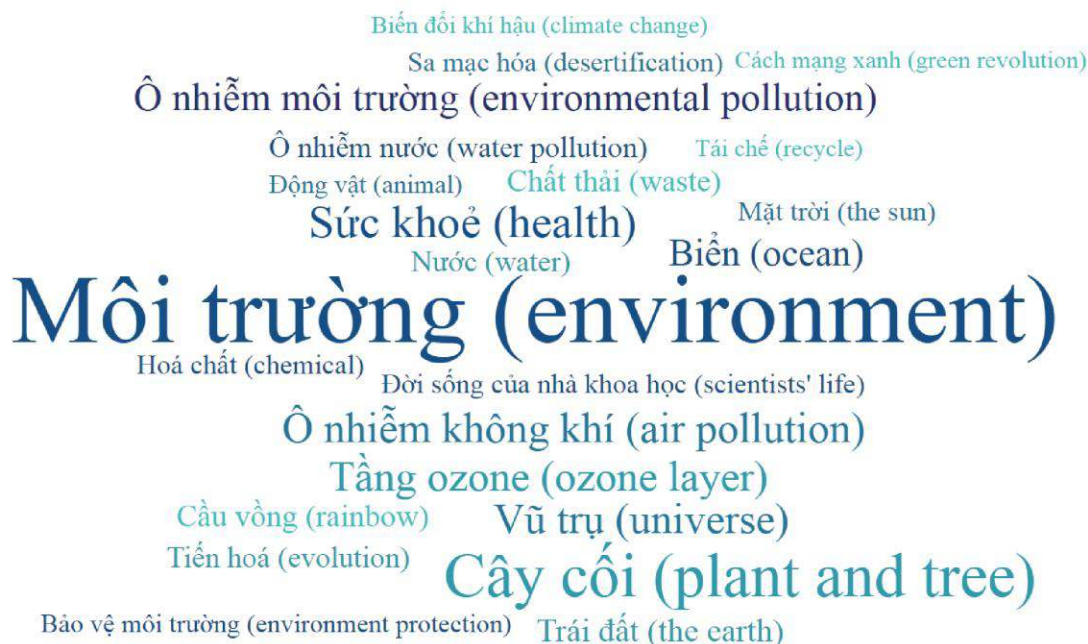 Biến đổi khí hậu (climate change)
Sa mạc hóa (desertification) Cách mạng xanh (green revolution)
Ô nhiễm môi trường (environmental pollution)
Ô nhiễm nước (water pollution) Tái chế (recycle)
Động vật (animal) Chất thải (waste)
Sức khoẻ (health) Mặt trời (the sun)
Nước (water) Biển (ocean)
Môi trường (environment)
Hoá chất (chemical)
Đời sống của nhà khoa học (scientists' life)
Ô nhiễm không khí (air pollution)
Tầng ozone (ozone layer)
Cầu vồng (rainbow) Vũ trụ (universe)
Tiến hoá (evolution) Cây cối (plant and tree)
Bảo vệ môi trường (environment protection) Trái đất (the earth)